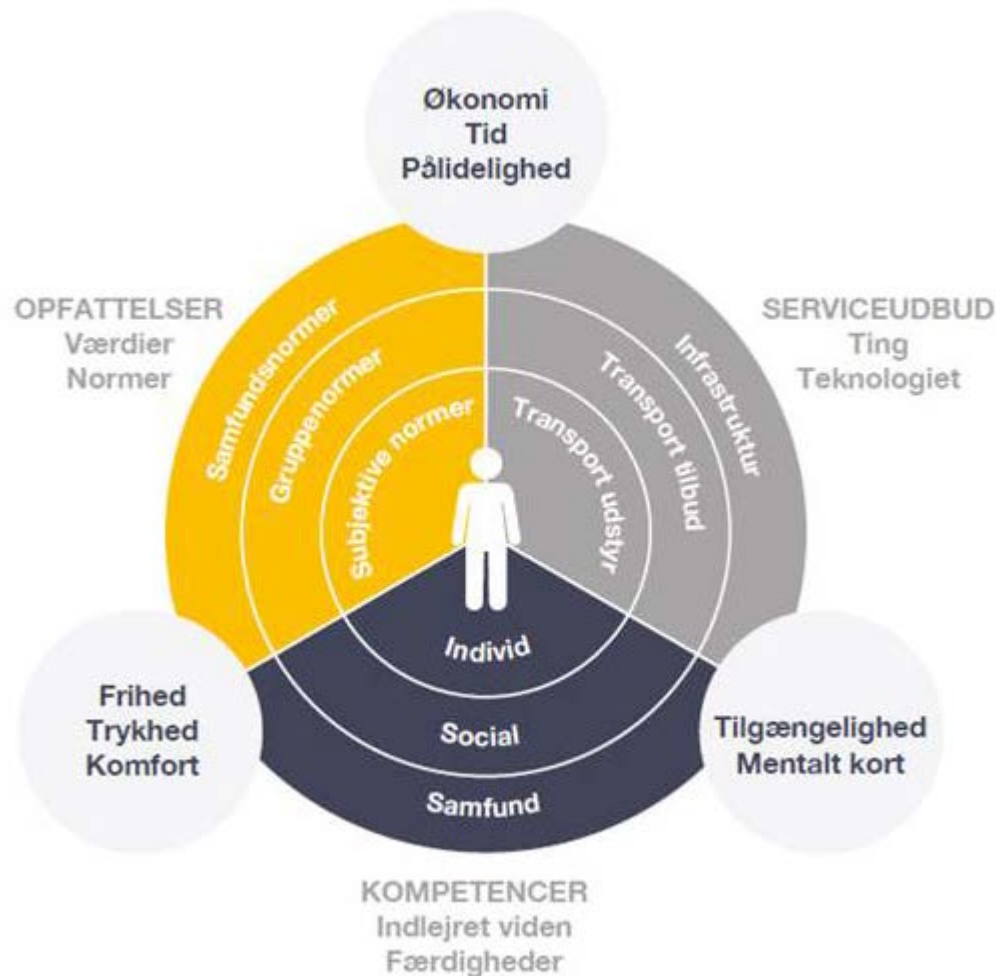 Økonomi
Tid
Pålidelighed
OPFATTELSER
Værdier
Normer
SERVICEUDBUD
Ting
Teknologiet
Samfundsnormer
Gruppenormer
Subjektive normer
Infrastruktur
Transport tilbud
Transport udstyr
Individ
Social
Samfund
Frihed
Trykhed
Komfort
Tilgængelighed
Mentalt kort
KOMPETENCER
Indlejret viden
Færdigheder